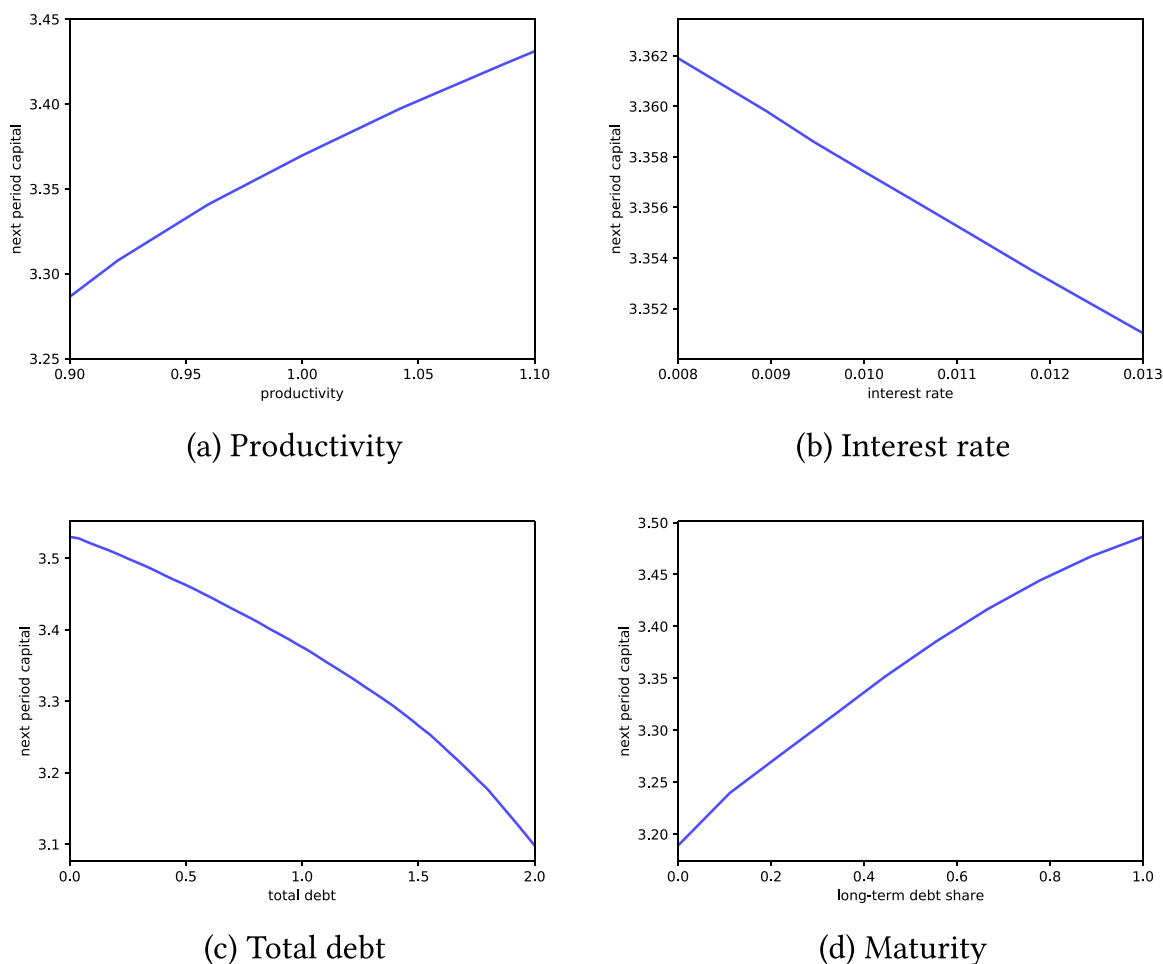 3.45
3.40
3.35
3.30
3.25
next period capital
0.90 0.95 1.00 1.05 1.10
productivity
(a) Productivity
3.362
3.360
3.358
3.356
3.354
3.352
next period capital
0.008 0.009 0.010 0.011 0.012 0.013
interest rate
(b) Interest rate
3.5
3.4
3.3
3.2
3.1
next period capital
0.0 0.5 1.0 1.5 2.0
total debt
(c) Total debt
3.50
3.45
3.40
3.35
3.30
3.25
3.20
next period capital
0.0 0.2 0.4 0.6 0.8 1.0
long-term debt share
(d) Maturity